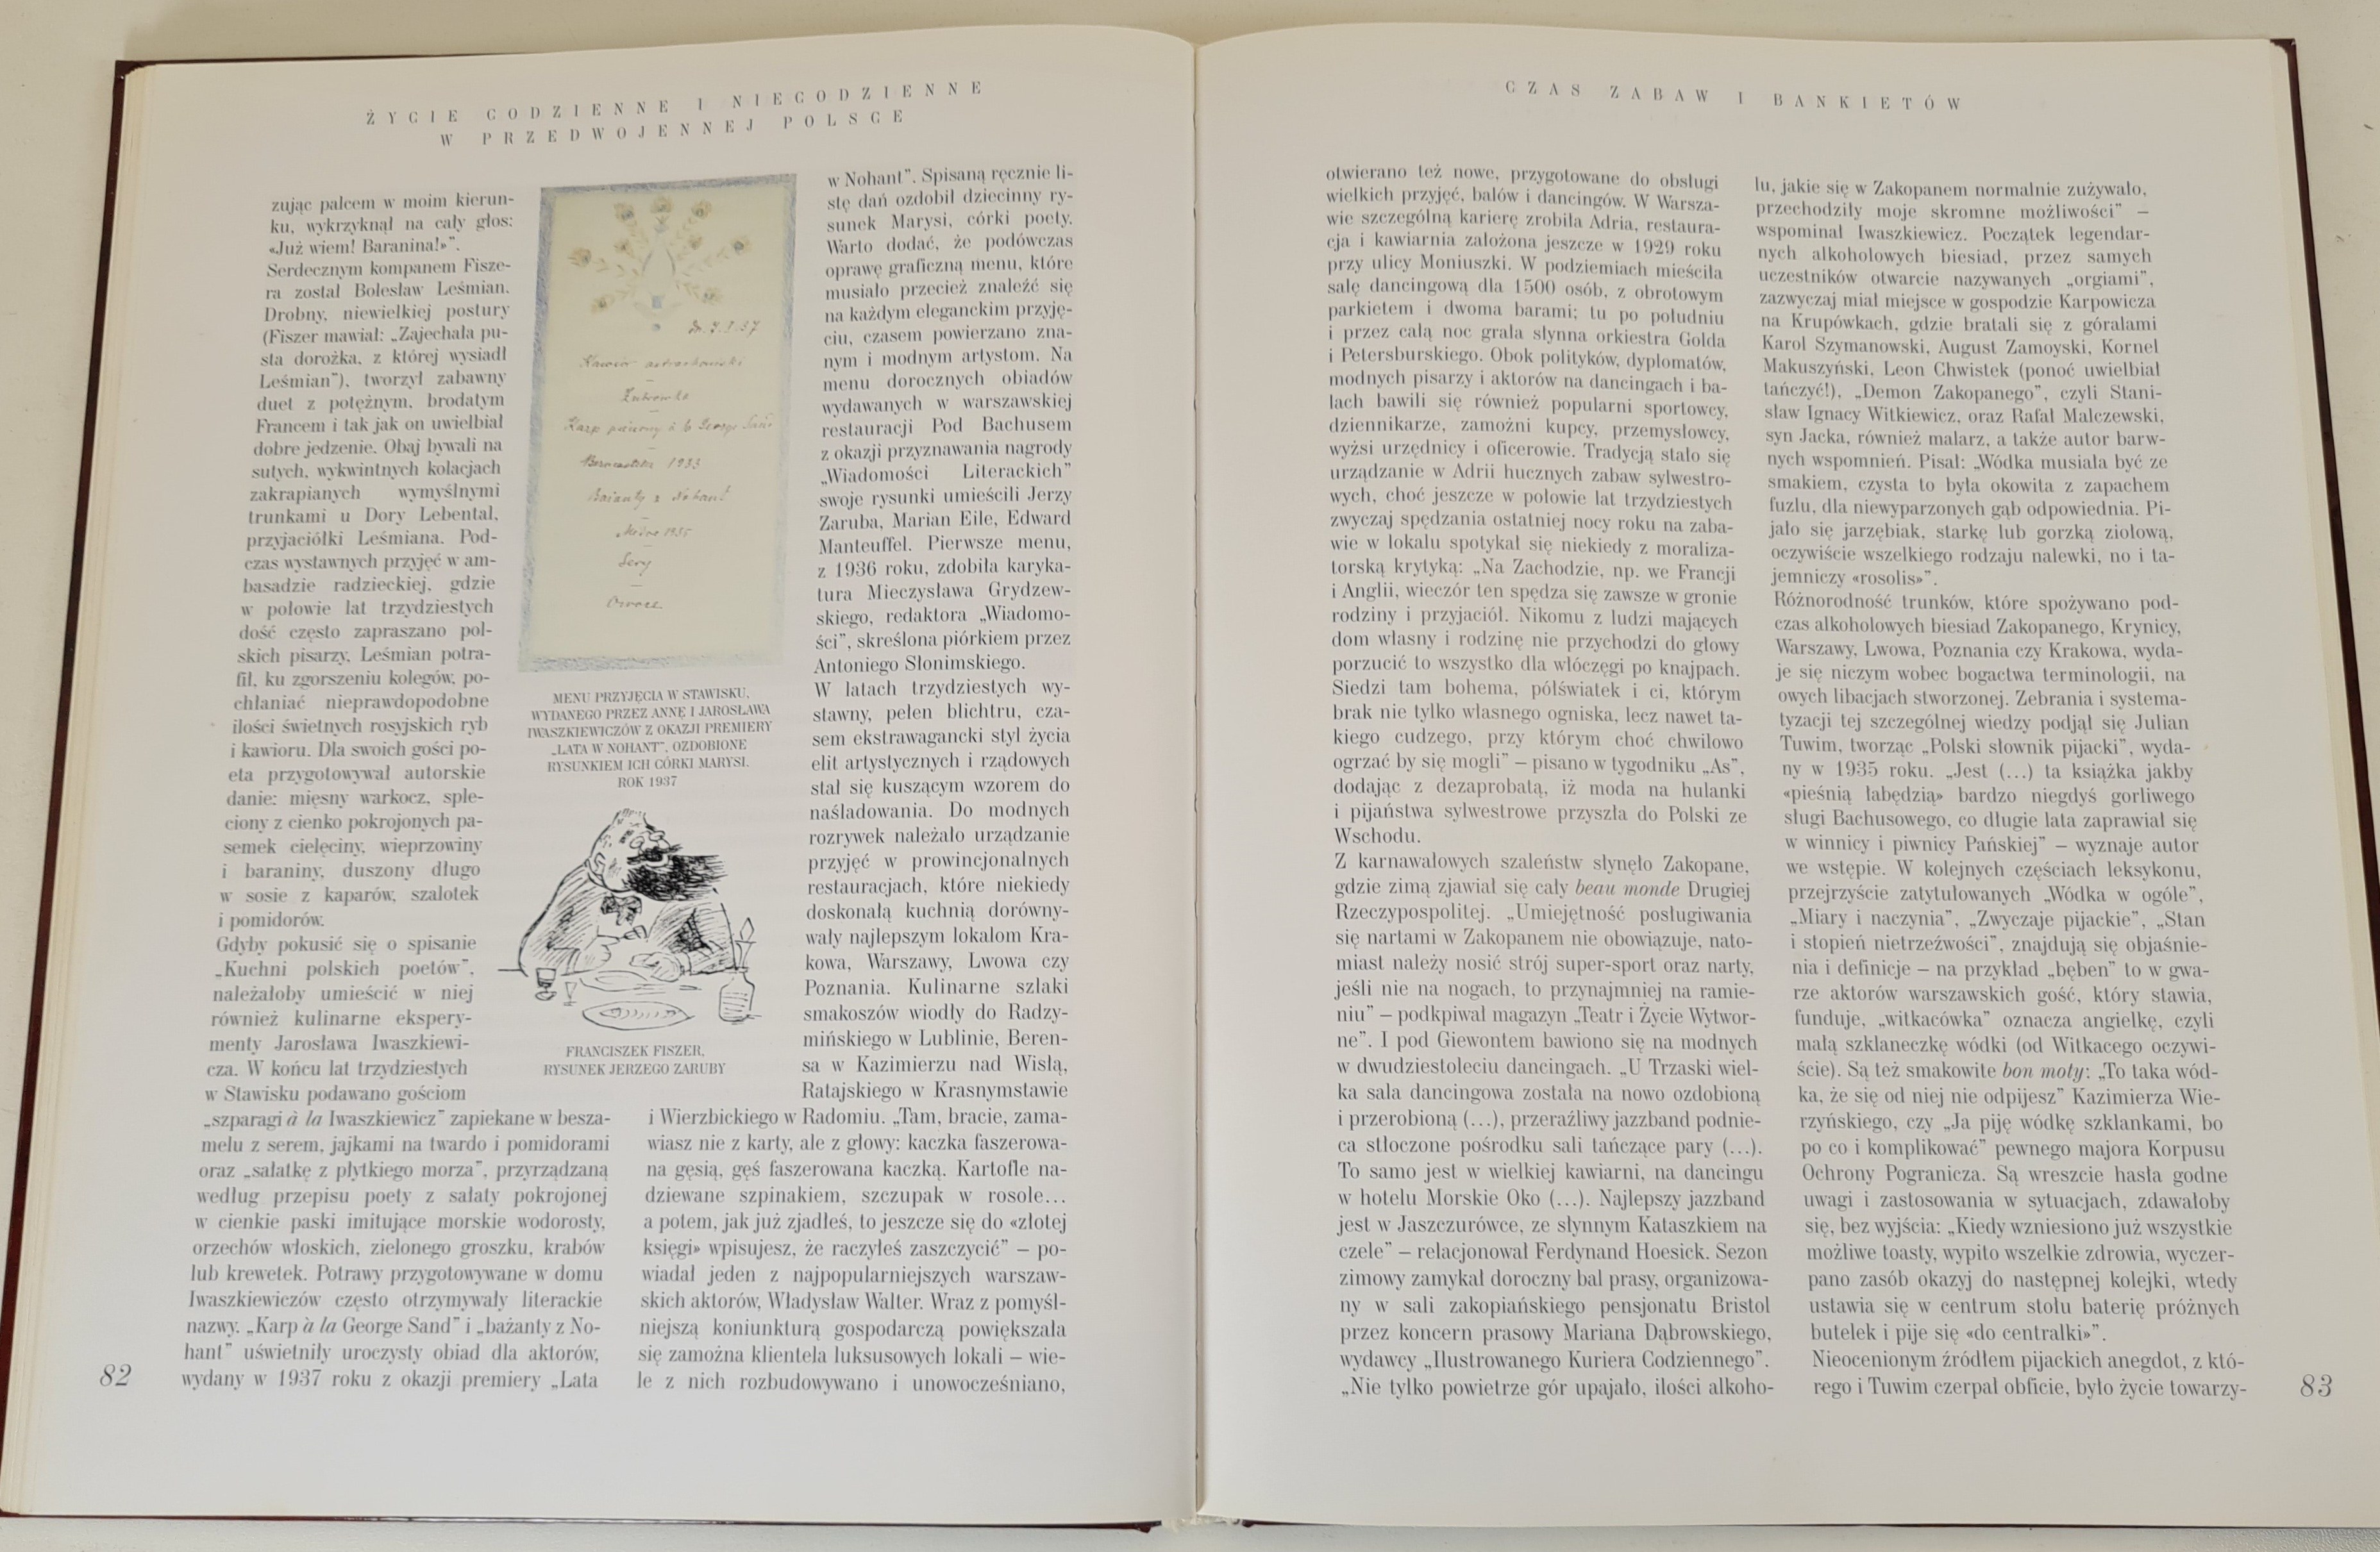 ŻYCIE CODZIENNE I NIECODZIENNE
W PRZEDWOJENNEJ POLSCE
zując palcem w moim kierun-
ku, wykrzyknął na cały głos:
«Już wiem! Baranina!»”.
Serdecznym kompanem Fisze-
ra został Bolesław Leśmian.
Drobny, niewielkiej postury
(Fiszer mawiał: „Zajechała pu-
sta dorożka, z której wysiadł
Leśmian”), tworzył zabawny
duet z potężnym, brodatym
Francem i tak jak on uwielbiał
dobre jedzenie. Obaj bywali na
sutych, wykwintnych kolacjach
zakrapianych wymyślnymi
trunkami u Dory Lebental,
przyjaciółki Leśmiana. Pod-
czas wystawnych przyjęć w am-
basadzie radzieckiej, gdzie
w połowie lat trzydziestych
dość często zapraszano pol-
skich pisarzy, Leśmian potra-
fił, ku zgorszeniu kolegów, po-
chłaniać nieprawdopodobne
ilości świetnych rosyjskich ryb
i kawioru. Dla swoich gości po-
eta przygotowywał autorskie
danie: mięsny warkocz, sple-
ciony z cienko pokrojonych pa-
semek cielęciny, wieprzowiny
i baraniny, duszony długo
w sosie z kaparów, szalotek
i pomidorów.
Gdyby pokusić się o spisanie
„Kuchni polskich poetów”,
należałoby umieścić w niej
również kulinarne ekspery-
menty Jarosława Iwaszkiewi-
cza. W końcu lat trzydziestych
w Stawisku podawano gościom
„szparagi à la Iwaszkiewicz” zapiekane w besza-
melu z serem, jajkami na twardo i pomidorami
oraz „sałatkę z płytkiego morza”, przyrządzaną
według przepisu poety z sałaty pokrojonej
w cienkie paski imitujące morskie wodorosty,
orzechów włoskich, zielonego groszku, krabów
lub krewetek. Potrawy przygotowywane w domu
Iwaszkiewiczów często otrzymywały literackie
nazwy. „Karp à la George Sand” i „bażanty z No-
hant” uświetniły uroczysty obiad dla aktorów,
wydany w 1937 roku z okazji premiery „Lata
82
Kawior astrachański
Żubrówka
Karp pieczony à la George Sand
1933
Bażanty z Nohant
1935
Sery
Owoce
MENU PRZYJĘCIA W STAWISKU,
WYDANEGO PRZEZ ANNĘ I JAROSŁAWA
IWASZKIEWICZÓW Z OKAZJI PREMIERY
„LATA W NOHANT”, OZDOBIONE
RYSUNKIEM ICH CÓRKI MARYSI.
ROK 1937
FRANCISZEK FISZER,
RYSUNEK JERZEGO ZARUBY
w Nohant”. Spisaną ręcznie li-
stę dań ozdobił dziecinny ry-
sunek Marysi, córki poety.
Warto dodać, że podówczas
oprawę graficzną menu, które
musiało przecież znaleźć się
na każdym eleganckim przyję-
ciu, czasem powierzano zna-
nym i modnym artystom. Na
menu dorocznych obiadów
wydawanych w warszawskiej
restauracji Pod Bachusem
z okazji przyznawania nagrody
„Wiadomości Literackich”
swoje rysunki umieścili Jerzy
Zaruba, Marian Eile, Edward
Manteuffel. Pierwsze menu,
z 1936 roku, zdobiła karyka-
tura Mieczysława Grydzew-
skiego, redaktora „Wiadomo-
ści”, skreślona piórkiem przez
Antoniego Słonimskiego.
W latach trzydziestych wy-
stawny, pełen blichtru, cza-
sem ekstrawagancki styl życia
elit artystycznych i rządowych
stał się kuszącym wzorem do
naśladowania. Do modnych
rozrywek należało urządzanie
przyjęć w prowincjonalnych
restauracjach, które niekiedy
doskonałą kuchnią dorówny-
wały najlepszym lokalom Kra-
kowa, Warszawy, Lwowa czy
Poznania. Kulinarne szlaki
smakoszów wiodły do Radzy-
mińskiego w Lublinie, Beren-
sa w Kazimierzu nad Wisłą,
Ratajskiego w Krasnymstawie
i Wierzbickiego w Radomiu. „Tam, bracie, zama-
wiasz nie z karty, ale z głowy: kaczka faszerowa-
na gęsią, gęś faszerowana kaczką. Kartofle na-
dziewane szpinakiem, szczupak w rosole...
a potem, jak już zjadłeś, to jeszcze się do «złotej
księgi» wpisujesz, że raczyłeś zaszczycić” – po-
wiadał jeden z najpopularniejszych warszaw-
skich aktorów, Władysław Walter. Wraz z pomyśl-
niejszą koniunkturą gospodarczą powiększała
się zamożna klientela luksusowych lokali – wie-
le z nich rozbudowywano i unowocześniano,
CZAS ZABAW I BANKIETÓW
otwierano też nowe, przygotowane do obsługi
wielkich przyjęć, balów i dancingów. W Warsza-
wie szczególną karierę zrobiła Adria, restaura-
cja i kawiarnia założona jeszcze w 1929 roku
przy ulicy Moniuszki. W podziemiach mieściła
salę dancingową dla 1500 osób, z obrotowym
parkietem i dwoma barami; tu po południu
i przez całą noc grała słynna orkiestra Golda
i Petersburskiego. Obok polityków, dyplomatów,
modnych pisarzy i aktorów na dancingach i ba-
lach bawili się również popularni sportowcy,
dziennikarze, zamożni kupcy, przemysłowcy,
wyżsi urzędnicy i oficerowie. Tradycją stało się
urządzanie w Adrii hucznych zabaw sylwestro-
wych, choć jeszcze w połowie lat trzydziestych
zwyczaj spędzania ostatniej nocy roku na zaba-
wie w lokalu spotykał się niekiedy z moraliza-
torską krytyką: „Na Zachodzie, np. we Francji
i Anglii, wieczór ten spędza się zawsze w gronie
rodziny i przyjaciół. Nikomu z ludzi mających
dom własny i rodzinę nie przychodzi do głowy
porzucić to wszystko dla włóczęgi po knajpach.
Siedzi tam bohema, półświatek i ci, którym
brak nie tylko własnego ogniska, lecz nawet ta-
kiego cudzego, przy którym choć chwilowo
ogrzać by się mogli” – pisano w tygodniku „As”,
dodając z dezaprobatą, iż moda na hulanki
i pijaństwa sylwestrowe przyszła do Polski ze
Wschodu.
Z karnawałowych szaleństw słynęło Zakopane,
gdzie zimą zjawiał się cały beau monde Drugiej
Rzeczypospolitej. „Umiejętność posługiwania
się nartami w Zakopanem nie obowiązuje, nato-
miast należy nosić strój super-sport oraz narty,
jeśli nie na nogach, to przynajmniej na ramie-
niu” – podkpiwał magazyn „Teatr i Życie Wytwor-
ne”. I pod Giewontem bawiono się na modnych
w dwudziestoleciu dancingach. „U Trzaski wiel-
ka sala dancingowa została na nowo ozdobioną
i przerobioną (...), przeraźliwy jazzband podnie-
ca stłoczone pośrodku sali tańczące pary (...).
To samo jest w wielkiej kawiarni, na dancingu
w hotelu Morskie Oko (...). Najlepszy jazzband
jest w Jaszczurówce, ze słynnym Kataszkiem na
czele” – relacjonował Ferdynand Hoesick. Sezon
zimowy zamykał doroczny bal prasy, organizowa-
ny w sali zakopiańskiego pensjonatu Bristol
przez koncern prasowy Mariana Dąbrowskiego,
wydawcy „Ilustrowanego Kuriera Codziennego”.
„Nie tylko powietrze gór upajało, ilości alkoho-
lu, jakie się w Zakopanem normalnie zużywało,
przechodziły moje skromne możliwości” –
wspominał Iwaszkiewicz. Początek legendar-
nych alkoholowych biesiad, przez samych
uczestników otwarcie nazywanych „orgiami”,
zazwyczaj miał miejsce w gospodzie Karpowicza
na Krupówkach, gdzie bratali się z góralami
Karol Szymanowski, August Zamoyski, Kornel
Makuszyński, Leon Chwistek (ponoć uwielbiał
tańczyć!), „Demon Zakopanego”, czyli Stani-
sław Ignacy Witkiewicz, oraz Rafał Malczewski,
syn Jacka, również malarz, a także autor barw-
nych wspomnień. Pisał: „Wódka musiała być ze
smakiem, czysta to była okowita z zapachem
fuzlu, dla niewyparzonych gąb odpowiednia. Pi-
jało się jarzębiak, starkę lub gorzką ziołową,
oczywiście wszelkiego rodzaju nalewki, no i ta-
jemniczy «rosolis»”.
Różnorodność trunków, które spożywano pod-
czas alkoholowych biesiad Zakopanego, Krynicy,
Warszawy, Lwowa, Poznania czy Krakowa, wyda-
je się niczym wobec bogactwa terminologii, na
owych libacjach stworzonej. Zebrania i systema-
tyzacji tej szczególnej wiedzy podjął się Julian
Tuwim, tworząc „Polski słownik pijacki”, wyda-
ny w 1935 roku. „Jest (...) ta książka jakby
«pieśnią łabędzią» bardzo niegdyś gorliwego
sługi Bachusowego, co długie lata zaprawiał się
w winnicy i piwnicy Pańskiej” – wyznaje autor
we wstępie. W kolejnych częściach leksykonu,
przejrzyście zatytułowanych „Wódka w ogóle”,
„Miary i naczynia”, „Zwyczaje pijackie”, „Stan
i stopień nietrzeźwości”, znajdują się objaśnie-
nia i definicje – na przykład „bęben” to w gwa-
rze aktorów warszawskich gość, który stawia,
funduje, „witkacówka” oznacza angielkę, czyli
małą szklaneczkę wódki (od Witkacego oczywi-
ście). Są też smakowite bon moty: „To taka wód-
ka, że się od niej nie odpijesz” Kazimierza Wie-
rzyńskiego, czy „Ja piję wódkę szklankami, bo
po co i komplikować” pewnego majora Korpusu
Ochrony Pogranicza. Są wreszcie hasła godne
uwagi i zastosowania w sytuacjach, zdawałoby
się, bez wyjścia: „Kiedy wzniesiono już wszystkie
możliwe toasty, wypito wszelkie zdrowia, wyczer-
pano zasób okazyj do następnej kolejki, wtedy
ustawia się w centrum stołu baterię próżnych
butelek i pije się «do centralki»”.
Nieocenionym źródłem pijackich anegdot, z któ-
rego i Tuwim czerpał obficie, było życie towarzy-
83